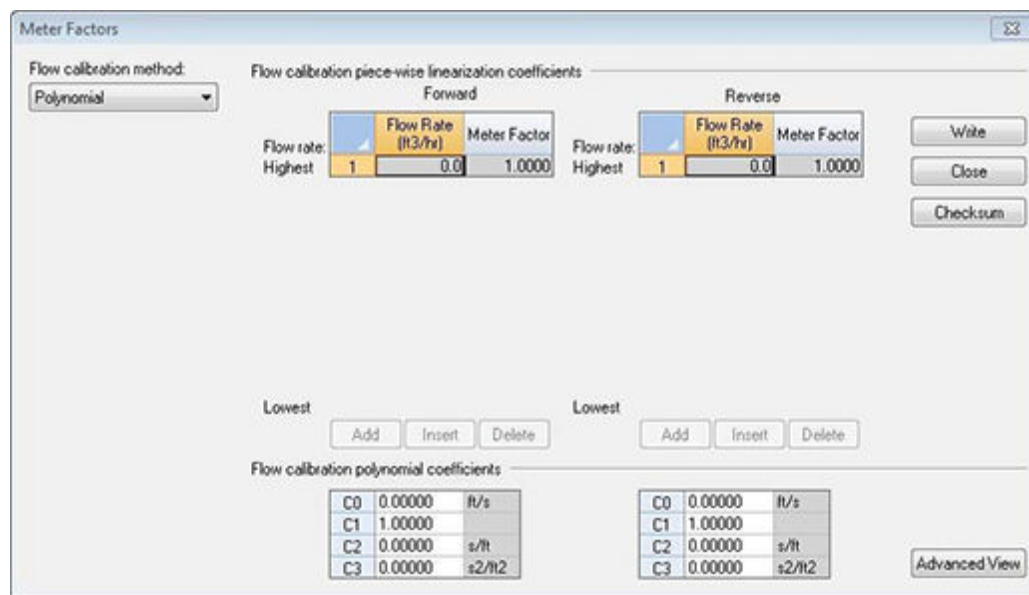 Meter Factors
Flow calibration method:
Polynomial
Flow calibration piece-wise linearization coefficients
Forward Reverse
Flow rate: Flow Rate (ft3/hr) Meter Factor Flow rate: Flow Rate (ft3/hr) Meter Factor
Highest 1 0.0 1.0000 Highest 1 0.0 1.0000
Write
Close
Checksum
Lowest Lowest
Add Insert Delete Add Insert Delete
Flow calibration polynomial coefficients
C0 0.00000 ft/s C0 0.00000 ft/s
C1 1.00000 C1 1.00000
C2 0.00000 s/ft C2 0.00000 s/ft
C3 0.00000 s2/ft2 C3 0.00000 s2/ft2
Advanced View